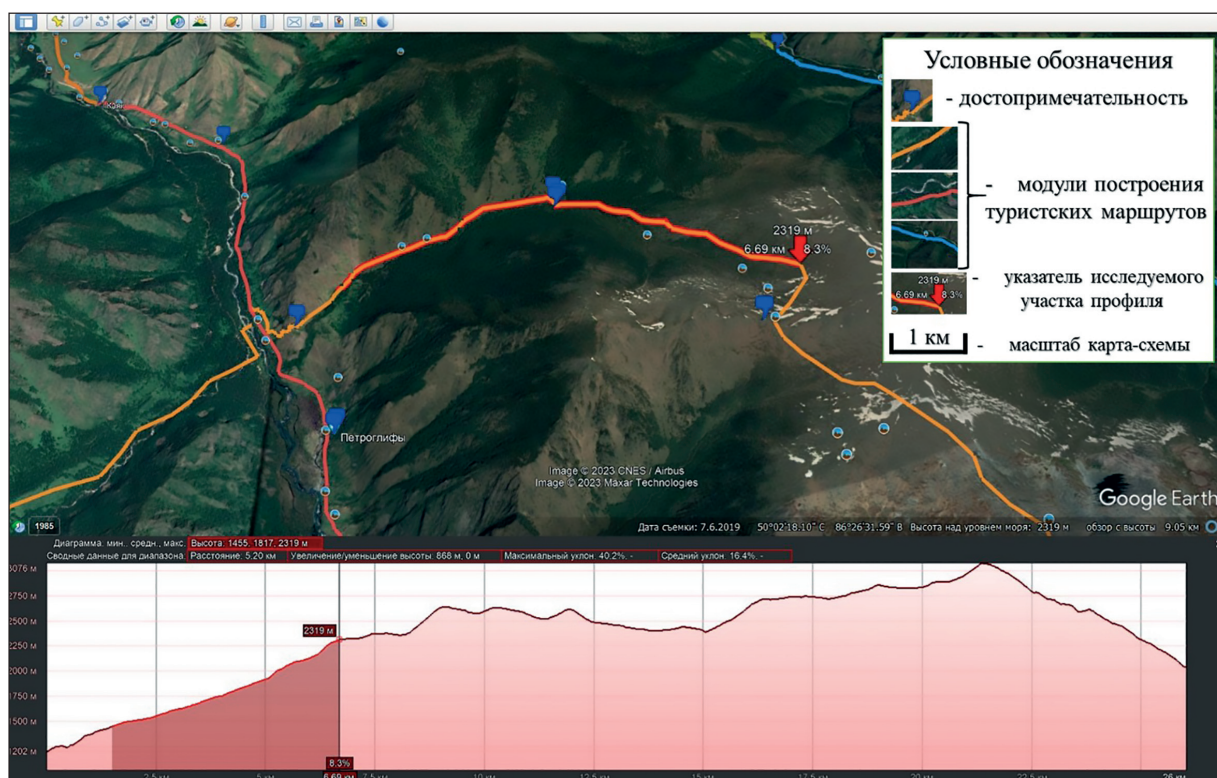 Условные обозначения
- достопримечательность
- модули построения
туристских маршрутов
2319 м
6.69 км 8.3%
- указатель исследуемого
участка профиля
1 км - масштаб карта-схемы
2319 м
6.69 км 8.3%
Петроглифы
Image © 2023 CNES / Airbus
Image © 2023 Maxar Technologies
Google Earth
1985
Дата съемки: 7.6.2019 50°02'18.10" С 86°26'31.59" В Высота над уровнем моря: 2319 м обзор с высоты 9.05 км
Диаграмма: мин., средн., макс. Высота: 1455, 1817, 2319 м
Сводные данные для диапазона: Расстояние: 5.20 км Увеличение/уменьшение высоты: 868 м, 0 м Максимальный уклон: 40.2%, - Средний уклон: 16.4%, -
3076 м
2319 м
2500 м
2250 м
2000 м
1750 м
1500 м
1202 м
8.3%
2.5 км 5 км 6.69 км 7.5 км 10 км 12.5 км 15 км 17.5 км 20 км 22.5 км 26 км